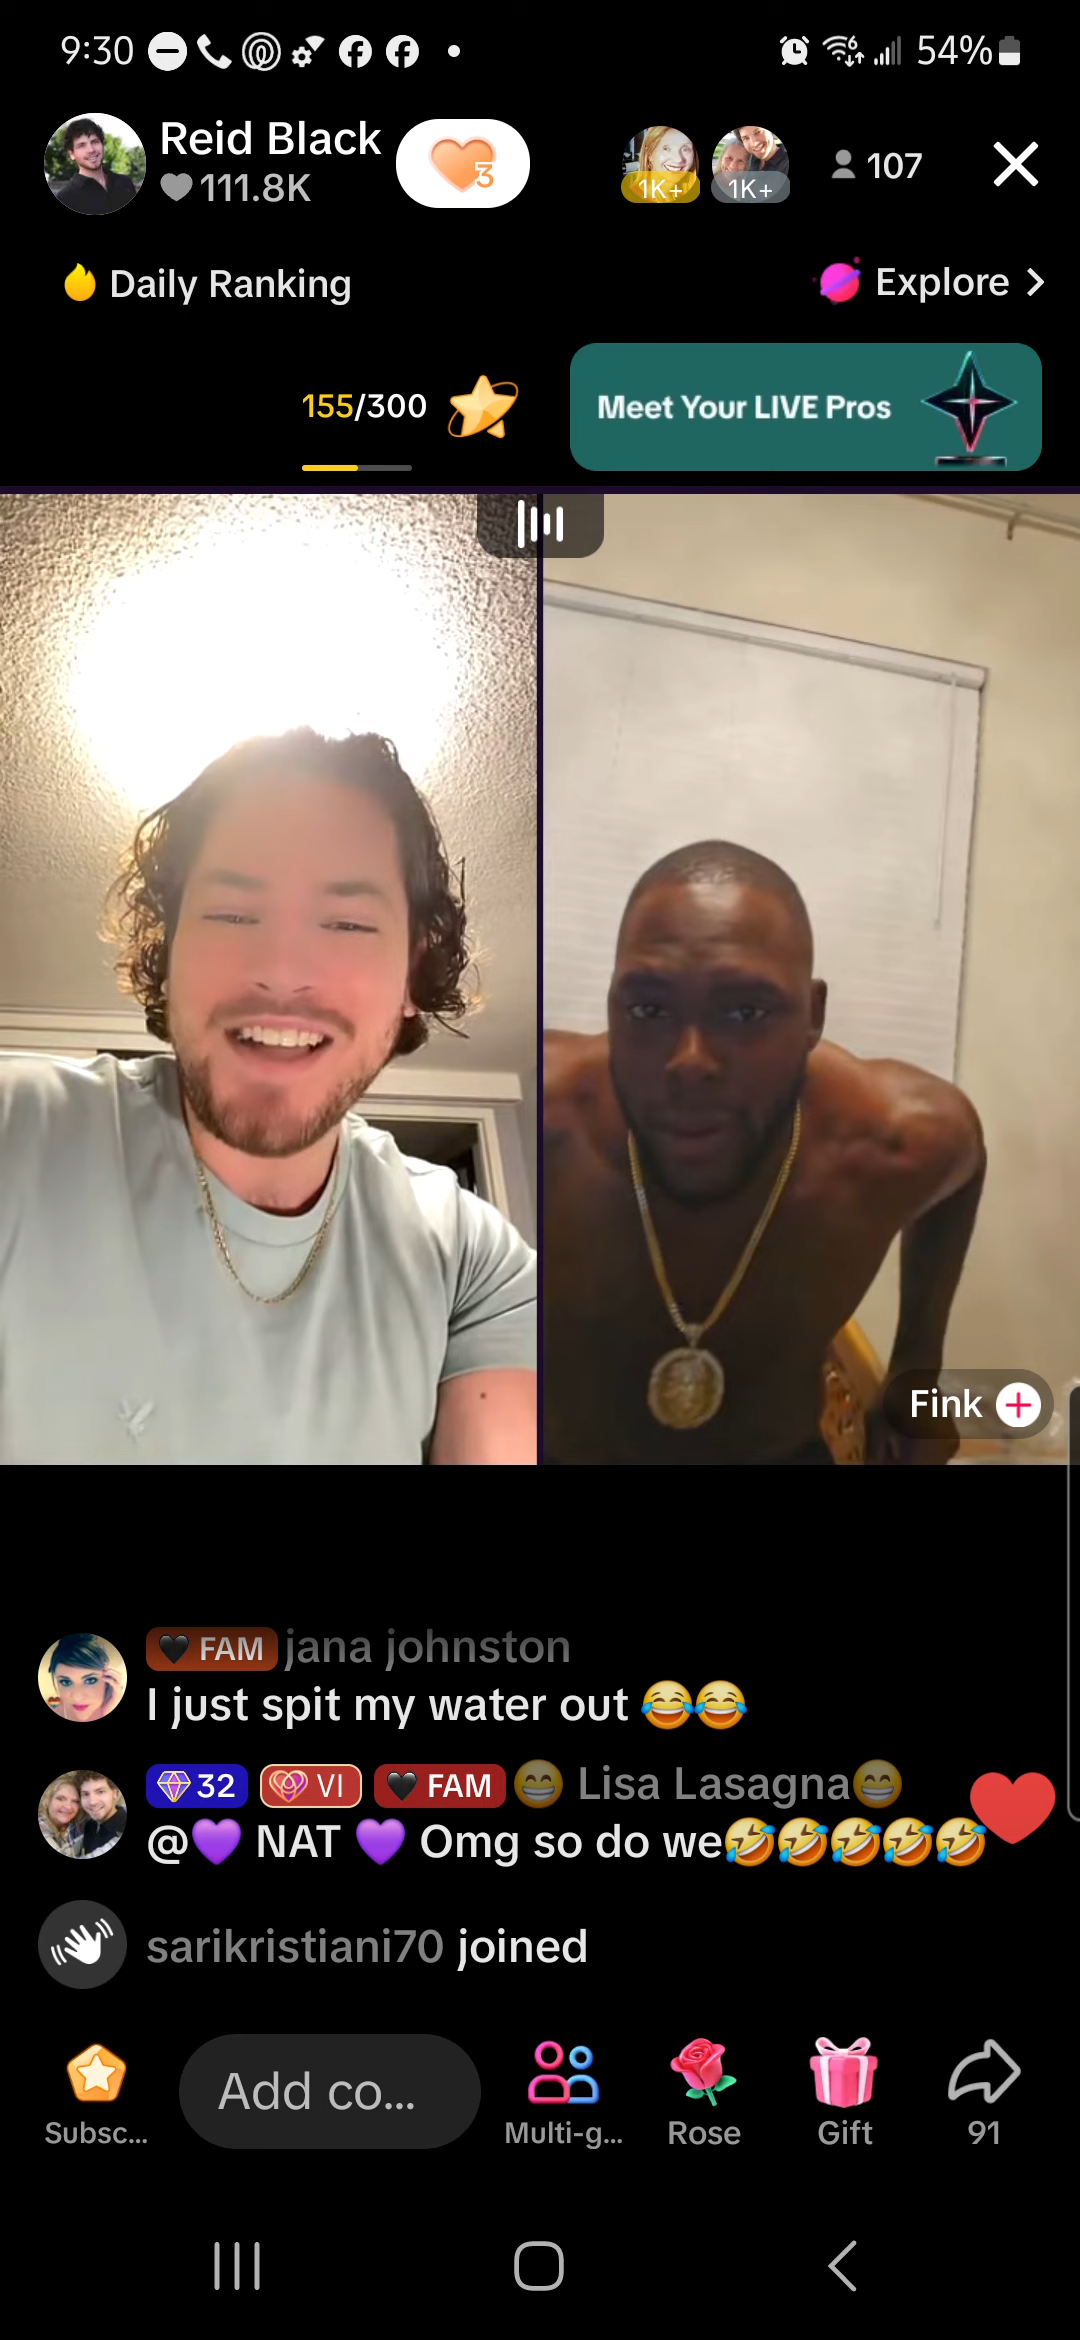 9:30 54%
Reid Black
111.8K
3
1K+ 1K+
107
Daily Ranking
Explore >
155/300
Meet Your LIVE Pros
Fink
🖤 FAM jana johnston
I just spit my water out 😂😂
32 VI 🖤 FAM 😁 Lisa Lasagna😁
@💜 NAT 💜 Omg so do we🤣🤣🤣🤣🤣
sarikristiani70 joined
Add co...
Subsc... Multi-g... Rose Gift 91